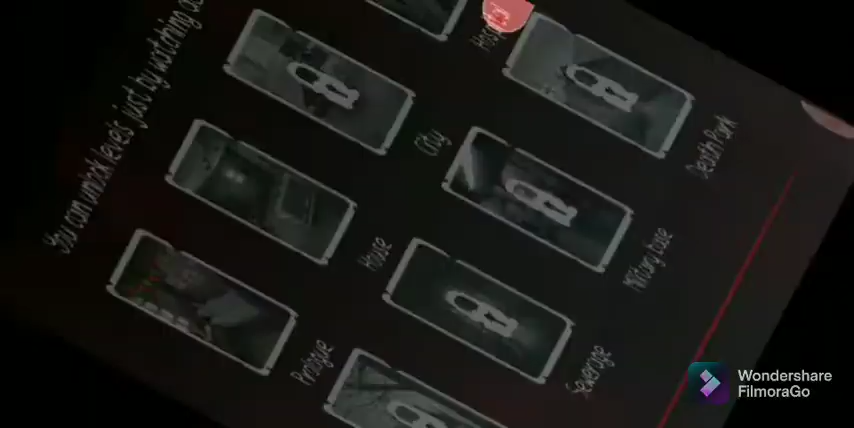 You can unlock levels just by watching
Prologue
House
City
Sewerage
Military base
Death Park
Wondershare
FilmoraGo